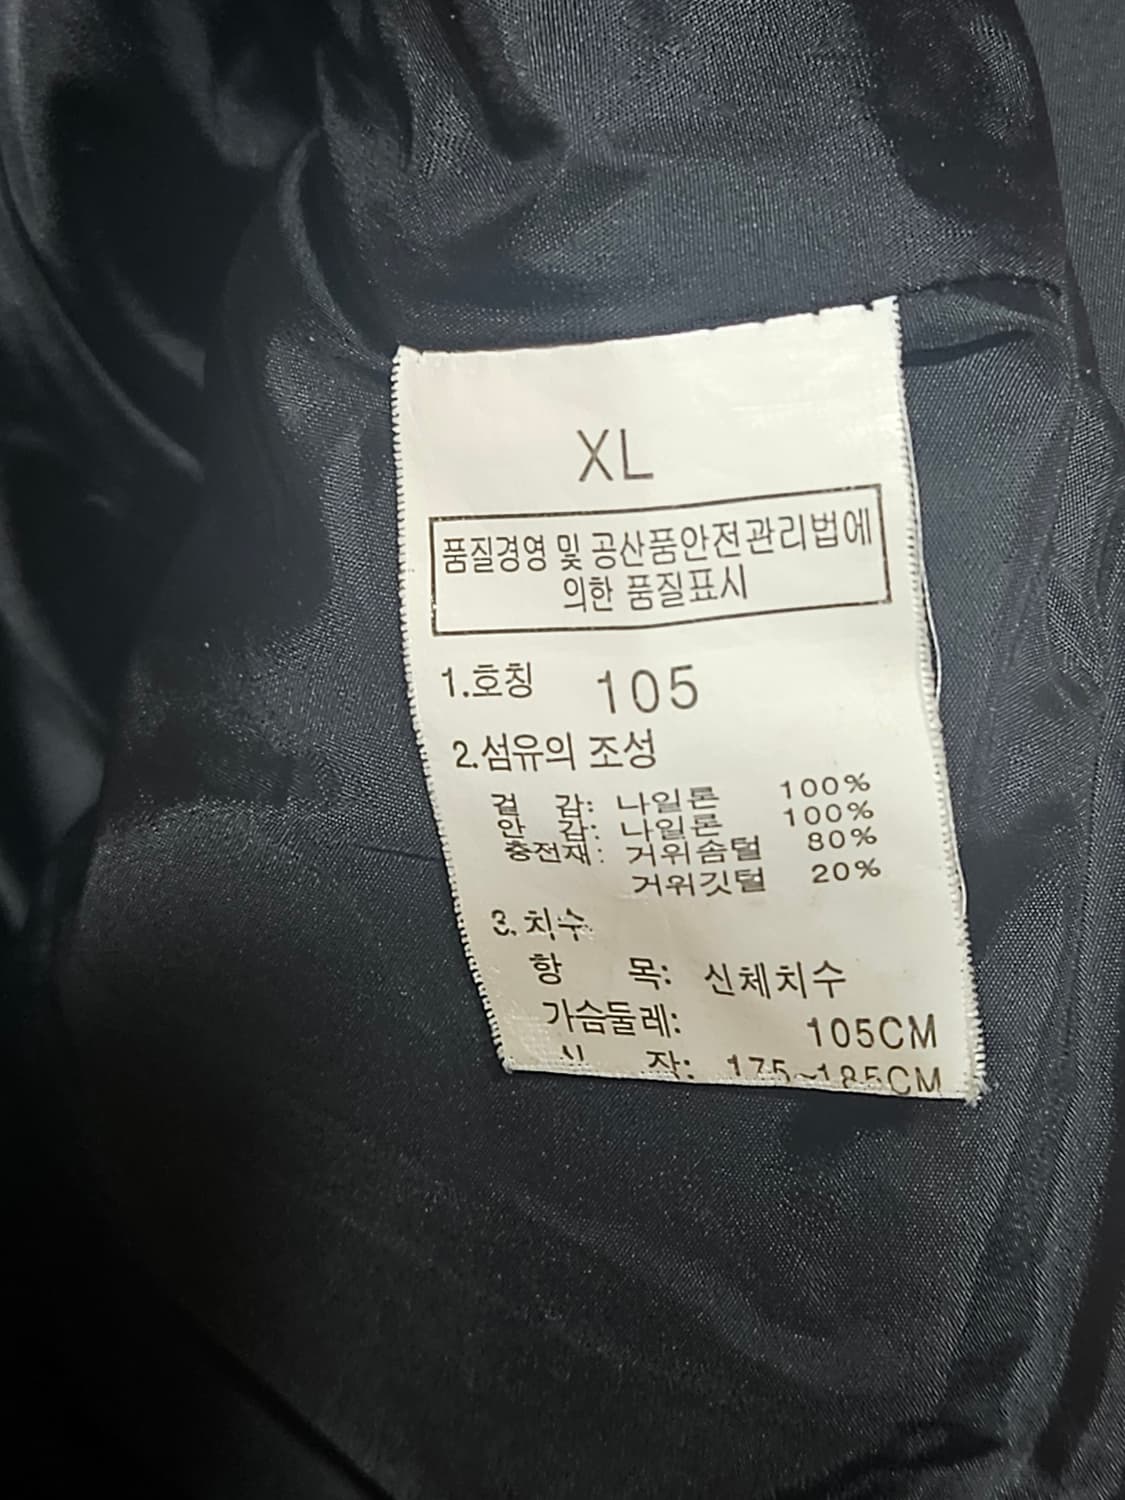 XL
품질경영 및 공산품안전관리법에
의한 품질표시
1.호칭 105
2.섬유의 조성
겉 감: 나일론 100%
안 감: 나일론 100%
충전재: 거위솜털 80%
거위깃털 20%
3. 치수
항 목: 신체치수
가슴둘레: 105CM
175~185CM